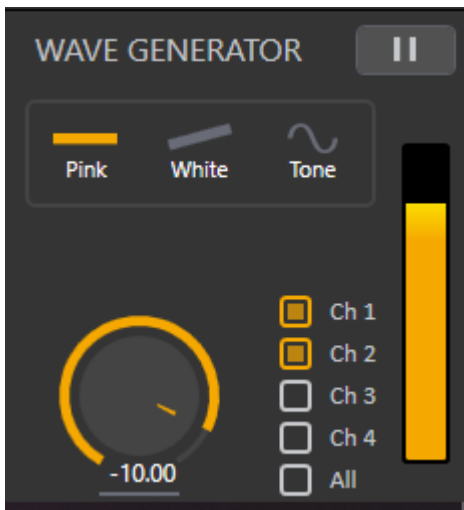 WAVE GENERATOR
Pink White Tone
Ch 1
Ch 2
Ch 3
Ch 4
-10.00
All